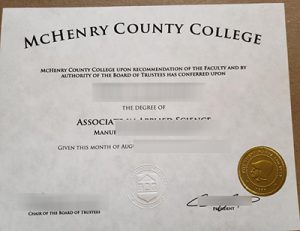 MCHENRY COUNTY COLLEGE
MCHENRY COUNTY COLLEGE UPON RECOMMENDATION OF THE FACULTY AND BY
AUTHORITY OF THE BOARD OF TRUSTEES HAS CONFERRED UPON
THE DEGREE OF
ASSOCIATE IN APPLIED SCIENCE
GIVEN THIS MONTH OF
CHAIR OF THE BOARD OF TRUSTEES
PRESIDENT